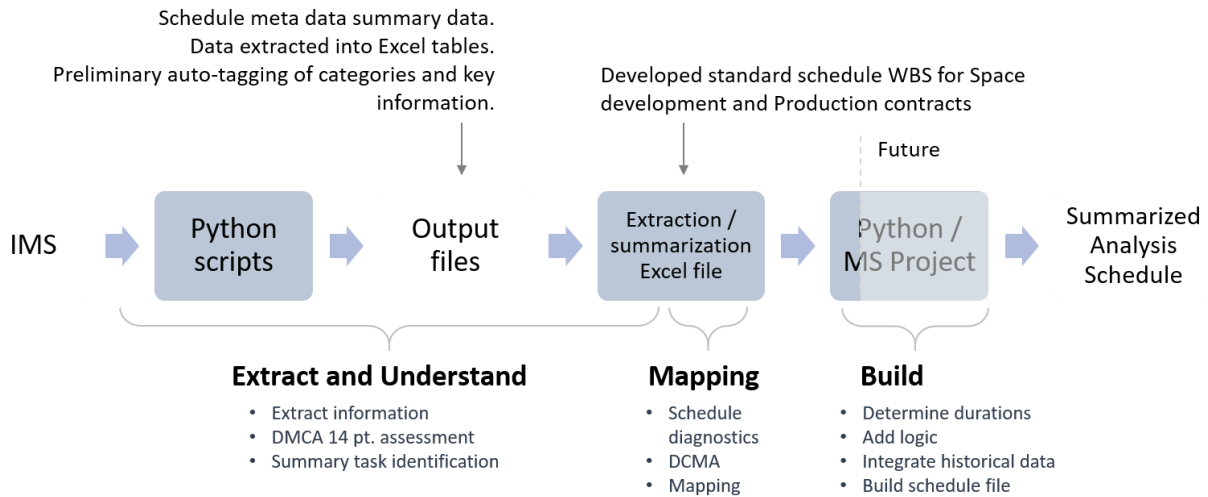 Schedule meta data summary data.
Data extracted into Excel tables.
Preliminary auto-tagging of categories and key
information.
Developed standard schedule WBS for Space
development and Production contracts
Future
IMS
Python
scripts
Output
files
Extraction /
summarization
Excel file
Python /
MS Project
Summarized
Analysis
Schedule
Extract and Understand
• Extract information
• DMCA 14 pt. assessment
• Summary task identification
Mapping
• Schedule
diagnostics
• DCMA
• Mapping
Build
• Determine durations
• Add logic
• Integrate historical data
• Build schedule file